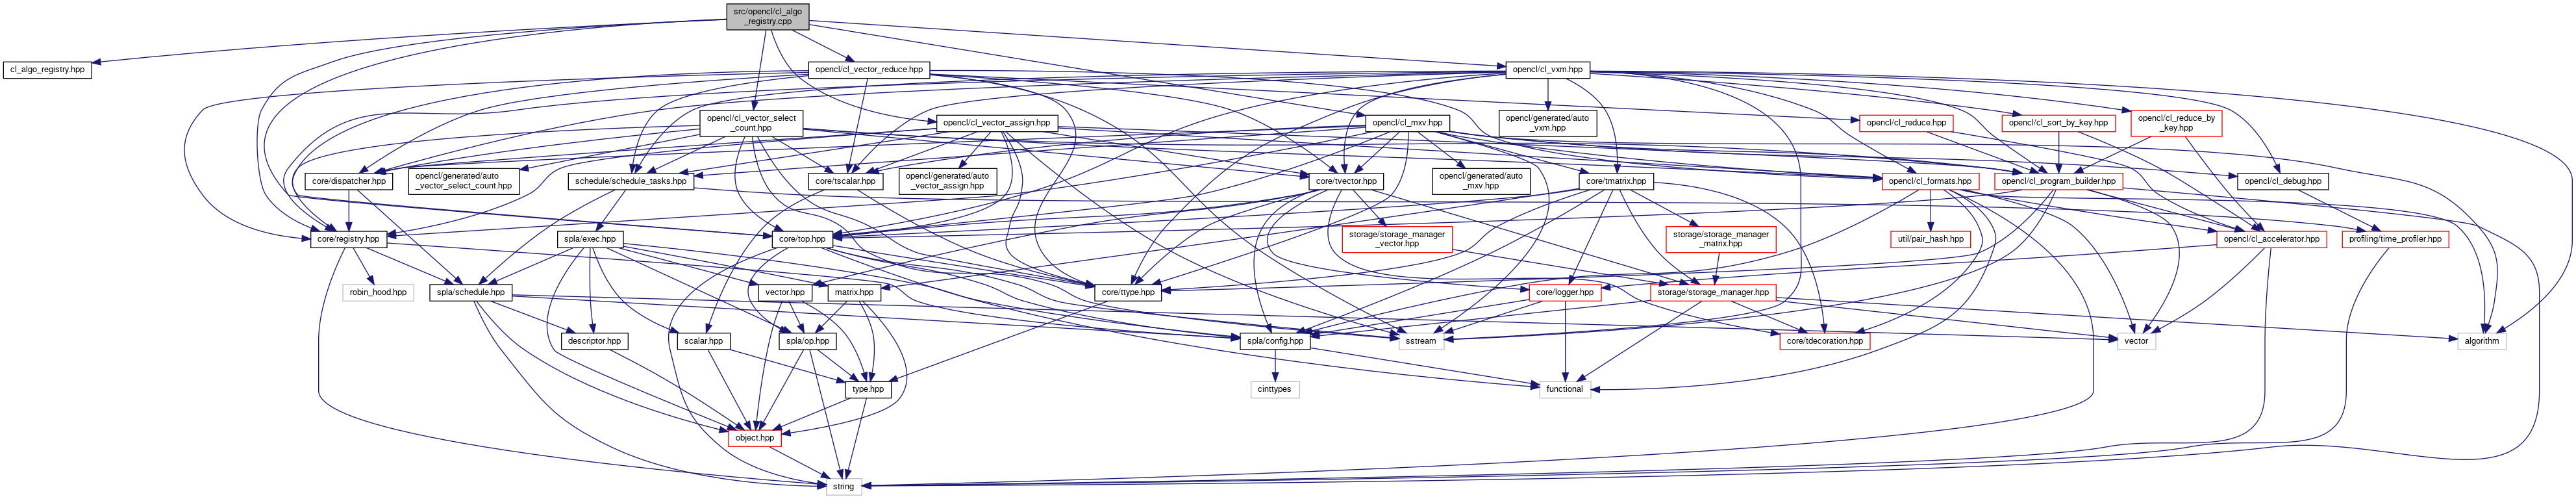 src/opencl/cl_algo
_registry.cpp
cl_algo_registry.hpp
opencl/cl_vector_reduce.hpp
opencl/cl_vxm.hpp
opencl/cl_vector_select
_count.hpp
opencl/cl_vector_assign.hpp
opencl/cl_mxv.hpp
opencl/generated/auto
_vxm.hpp
opencl/cl_reduce.hpp
opencl/cl_sort_by_key.hpp
opencl/cl_reduce_by
_key.hpp
core/dispatcher.hpp
opencl/generated/auto
_vector_select_count.hpp
schedule/schedule_tasks.hpp
core/tscalar.hpp
opencl/generated/auto
_vector_assign.hpp
core/tvector.hpp
opencl/generated/auto
_mxv.hpp
core/tmatrix.hpp
opencl/cl_formats.hpp
opencl/cl_program_builder.hpp
opencl/cl_debug.hpp
core/registry.hpp
spla/exec.hpp
core/top.hpp
storage/storage_manager
_vector.hpp
storage/storage_manager
_matrix.hpp
util/pair_hash.hpp
opencl/cl_accelerator.hpp
profiling/time_profiler.hpp
robin_hood.hpp
spla/schedule.hpp
vector.hpp
matrix.hpp
core/ttype.hpp
core/logger.hpp
storage/storage_manager.hpp
descriptor.hpp
scalar.hpp
spla/op.hpp
spla/config.hpp
sstream
core/tdecoration.hpp
vector
algorithm
type.hpp
cinttypes
functional
object.hpp
string